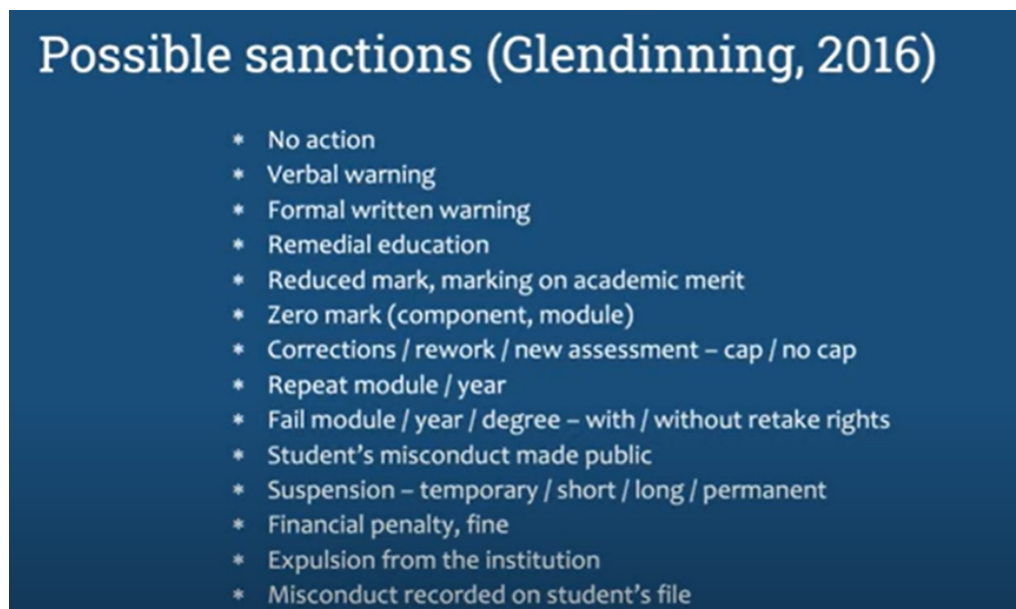 Possible sanctions (Glendinning, 2016)
* No action
* Verbal warning
* Formal written warning
* Remedial education
* Reduced mark, marking on academic merit
* Zero mark (component, module)
* Corrections / rework / new assessment – cap / no cap
* Repeat module / year
* Fail module / year / degree – with / without retake rights
* Student’s misconduct made public
* Suspension – temporary / short / long / permanent
* Financial penalty, fine
* Expulsion from the institution
* Misconduct recorded on student’s file